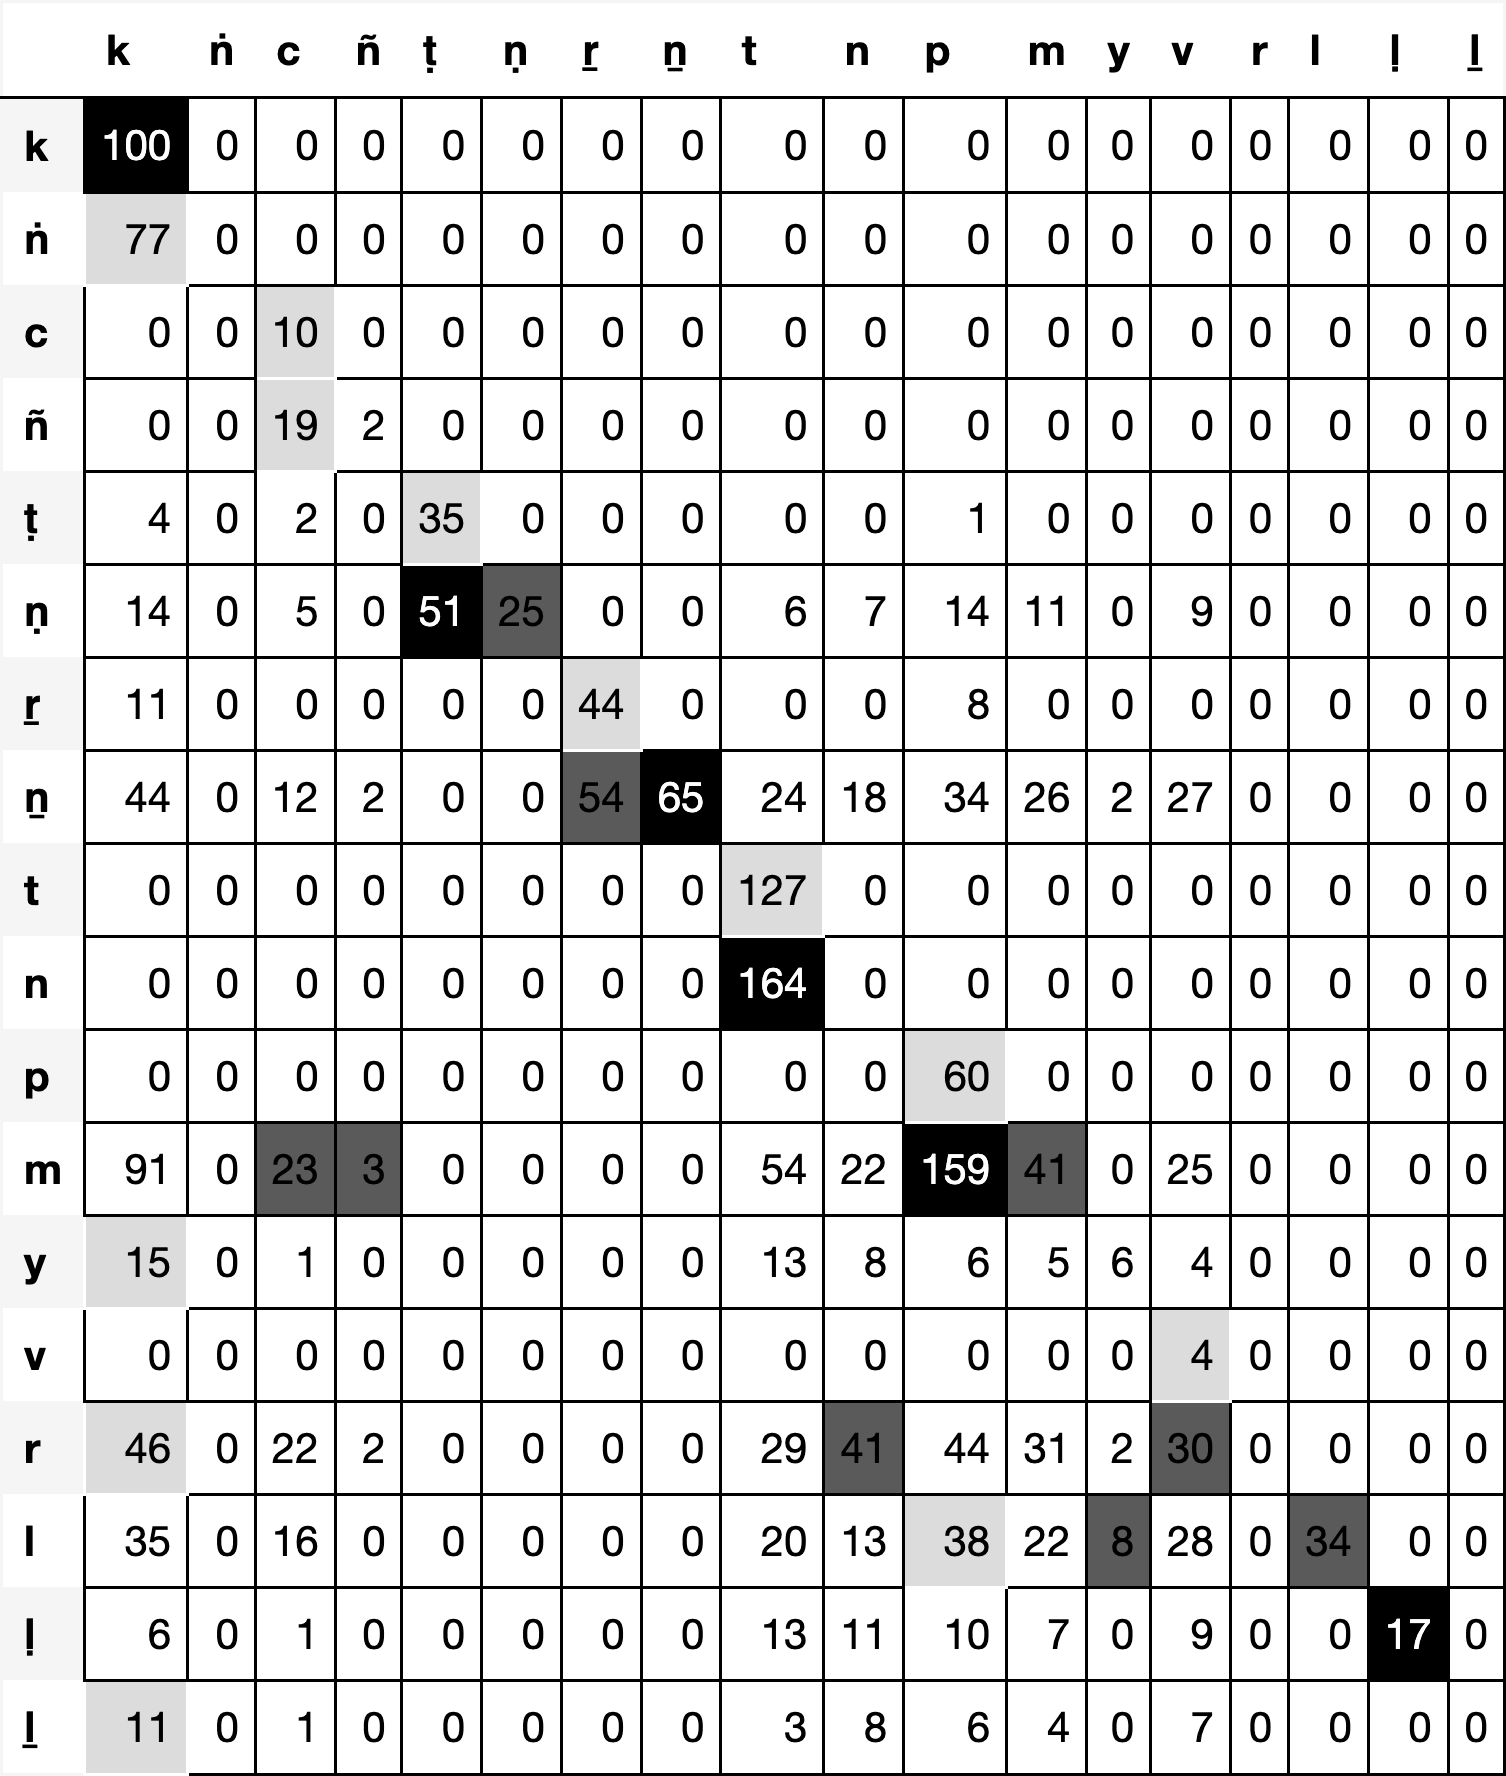 k ṅ c ñ ṭ ṇ ṟ ṉ t n p m y v r l ḷ ḻ
k 100 0 0 0 0 0 0 0 0 0 0 0 0 0 0 0 0 0
ṅ 77 0 0 0 0 0 0 0 0 0 0 0 0 0 0 0 0 0
c 0 0 10 0 0 0 0 0 0 0 0 0 0 0 0 0 0 0
ñ 0 0 19 2 0 0 0 0 0 0 0 0 0 0 0 0 0 0
ṭ 4 0 2 0 35 0 0 0 0 0 1 0 0 0 0 0 0 0
ṇ 14 0 5 0 51 25 0 0 6 7 14 11 0 9 0 0 0 0
ṟ 11 0 0 0 0 0 44 0 0 0 8 0 0 0 0 0 0 0
ṉ 44 0 12 2 0 0 54 65 24 18 34 26 2 27 0 0 0 0
t 0 0 0 0 0 0 0 0 127 0 0 0 0 0 0 0 0 0
n 0 0 0 0 0 0 0 0 164 0 0 0 0 0 0 0 0 0
p 0 0 0 0 0 0 0 0 0 0 60 0 0 0 0 0 0 0
m 91 0 23 3 0 0 0 0 54 22 159 41 0 25 0 0 0 0
y 15 0 1 0 0 0 0 0 13 8 6 5 6 4 0 0 0 0
v 0 0 0 0 0 0 0 0 0 0 0 0 0 4 0 0 0 0
r 46 0 22 2 0 0 0 0 29 41 44 31 2 30 0 0 0 0
l 35 0 16 0 0 0 0 0 20 13 38 22 8 28 0 34 0 0
ḷ 6 0 1 0 0 0 0 0 13 11 10 7 0 9 0 0 17 0
ḻ 11 0 1 0 0 0 0 0 3 8 6 4 0 7 0 0 0 0